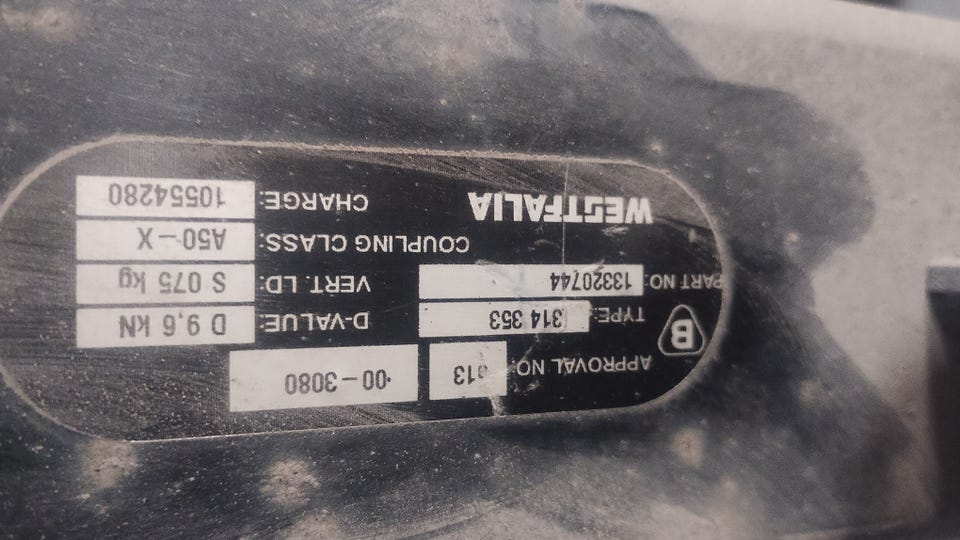 APPROVAL NO e13 00-3080
B TYPE: 314 353 D-VALUE: D 9,6 kN
PART NO: 13320744 VERT. LD: S 075 kg
COUPLING CLASS: A50-X
WESTFALIA CHARGE: 10554280